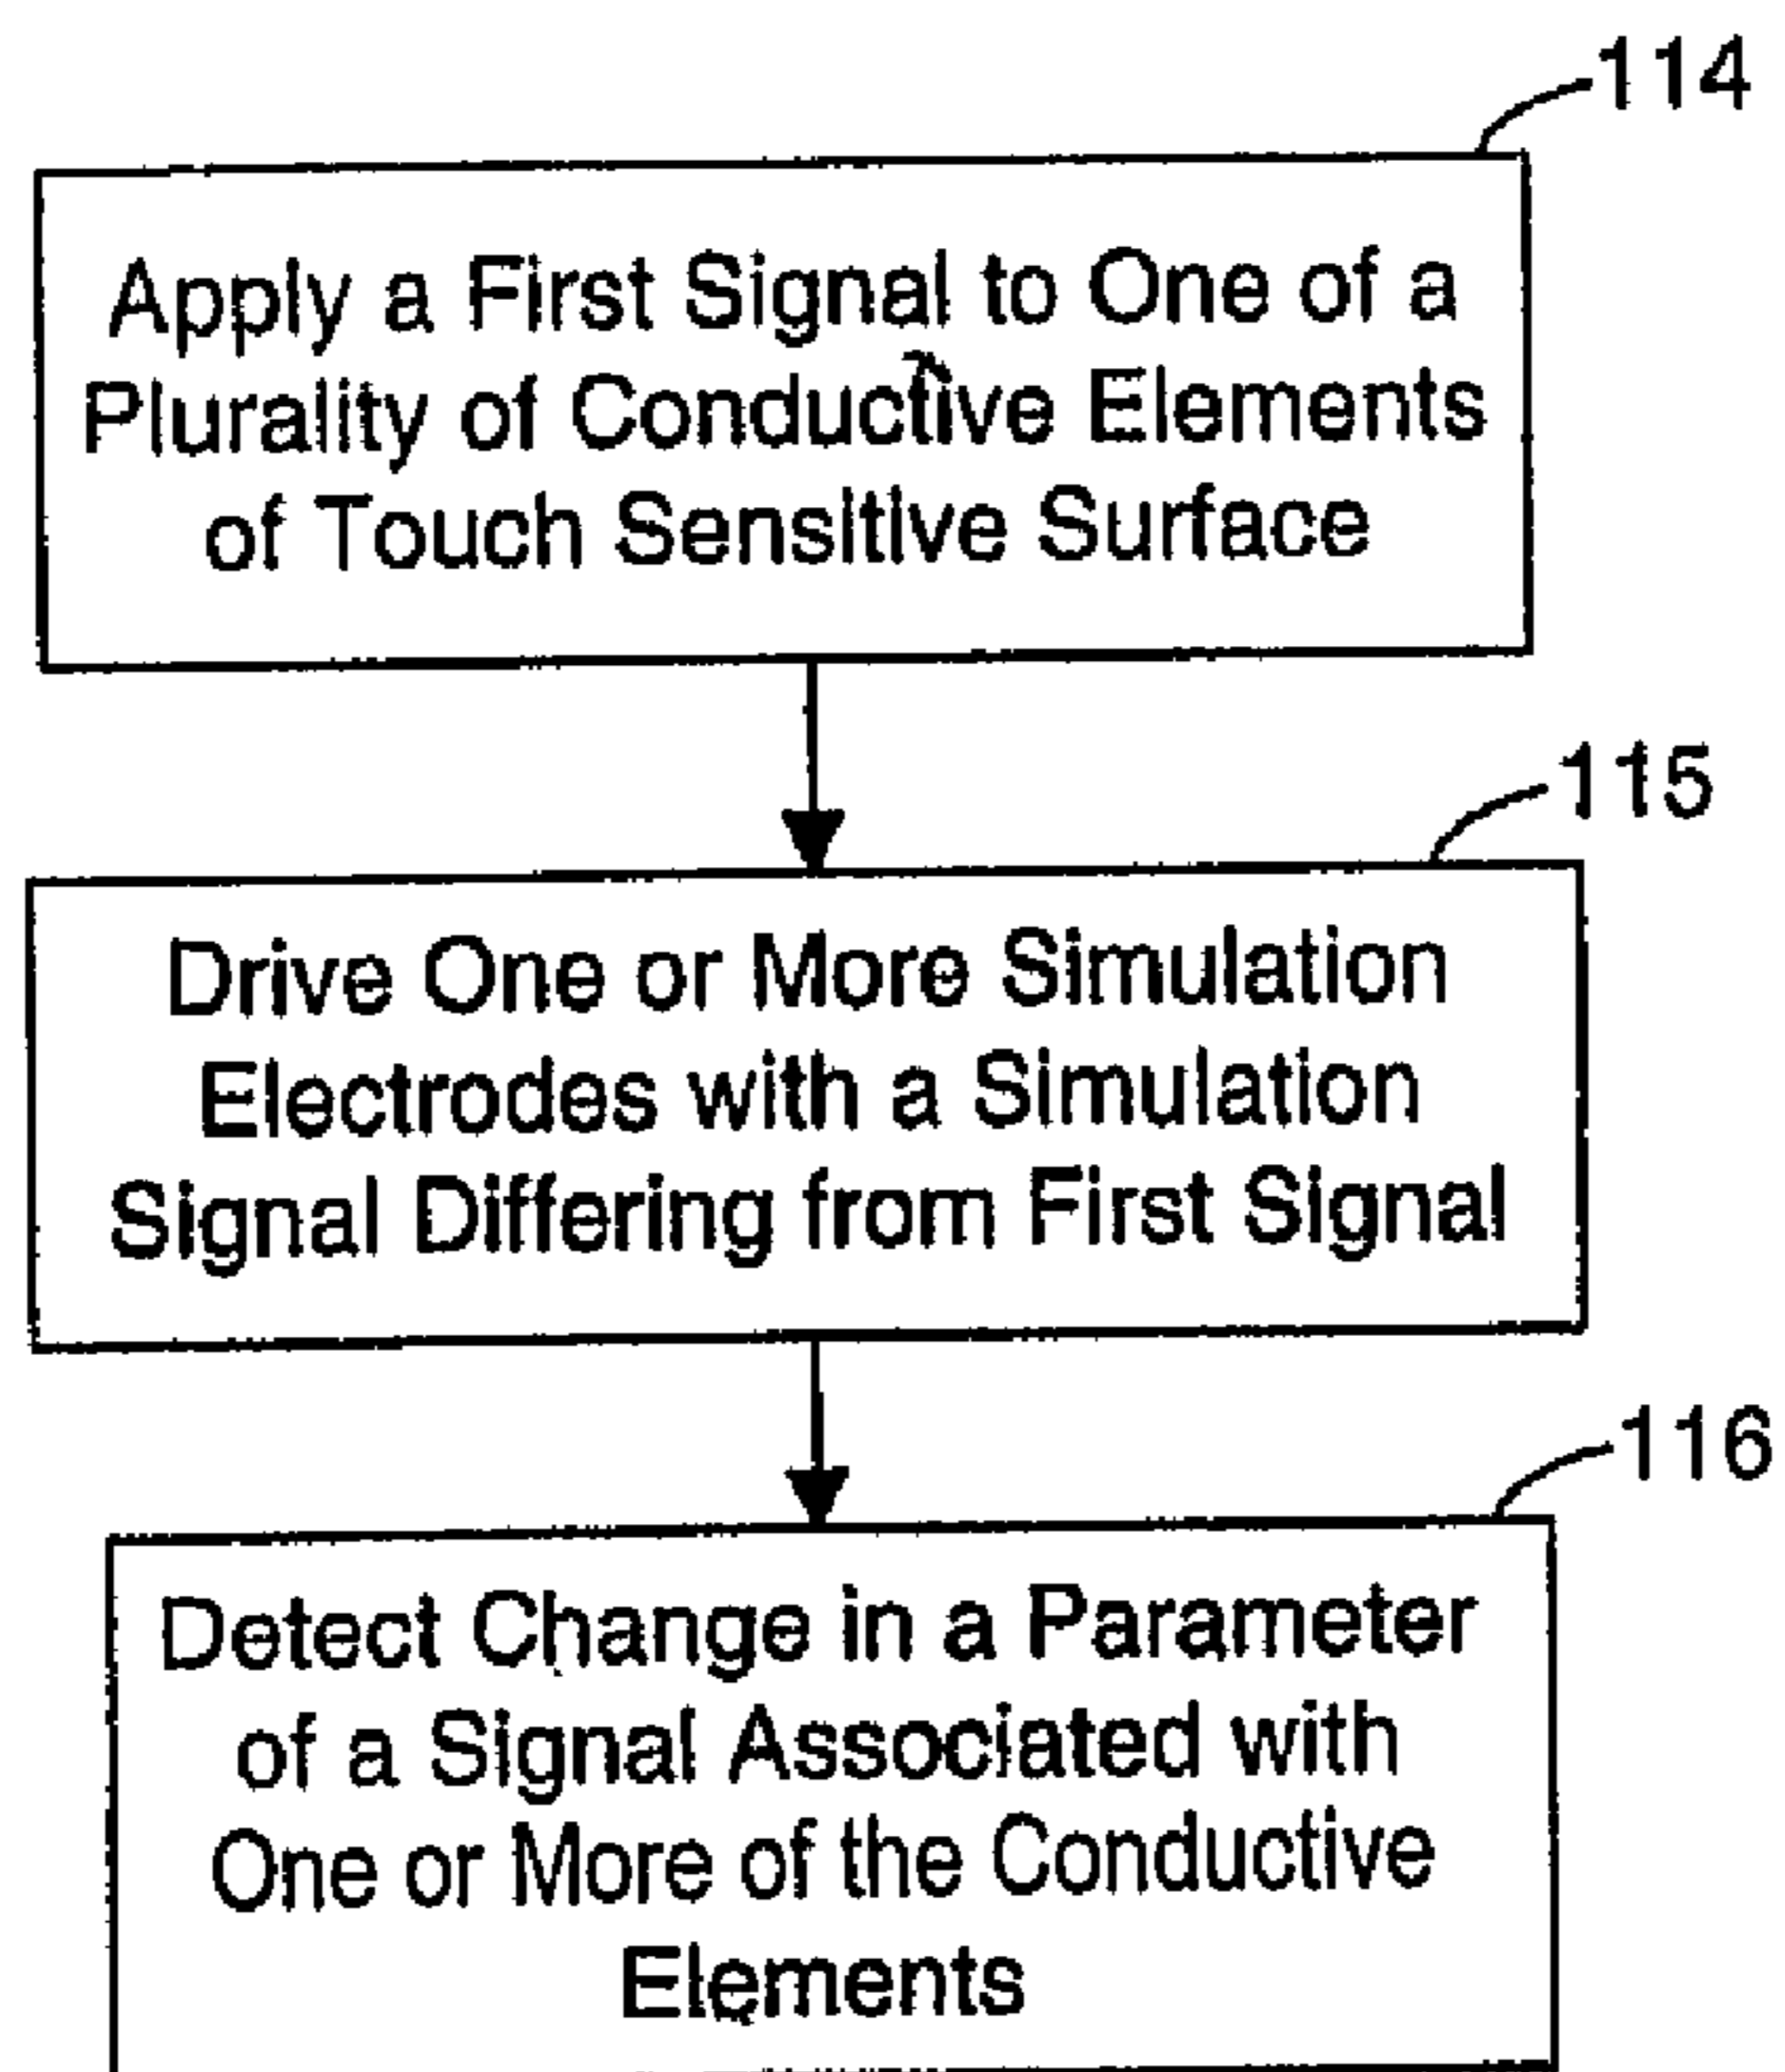 114
Apply a First Signal to One of a
Plurality of Conductive Elements
of Touch Sensitive Surface
115
Drive One or More Simulation
Electrodes with a Simulation
Signal Differing from First Signal
116
Detect Change in a Parameter
of a Signal Associated with
One or More of the Conductive
Elements